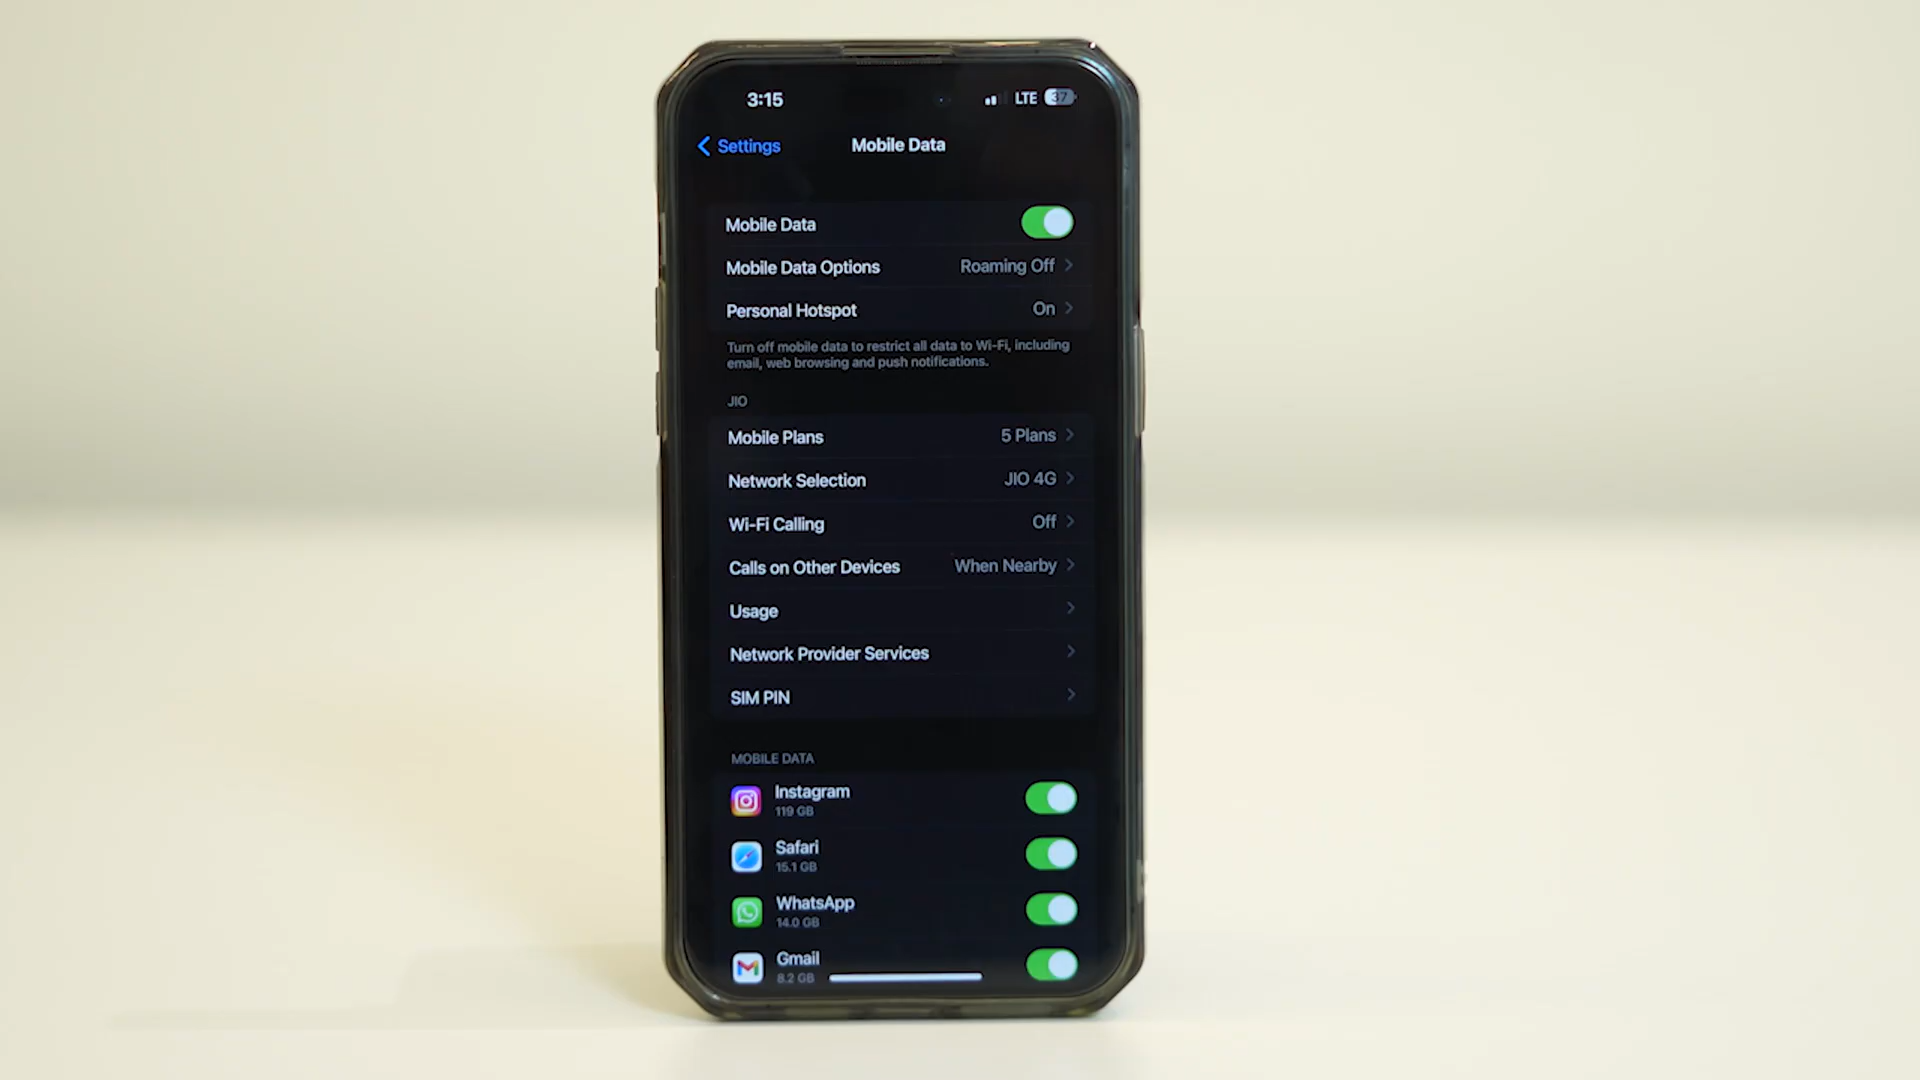 3:15 LTE 37
Settings Mobile Data
Mobile Data
Mobile Data Options Roaming Off
Personal Hotspot On
Turn off mobile data to restrict all data to Wi-Fi, including
email, web browsing and push notifications.
JIO
Mobile Plans 5 Plans
Network Selection JIO 4G
Wi-Fi Calling Off
Calls on Other Devices When Nearby
Usage
Network Provider Services
SIM PIN
MOBILE DATA
Instagram
119 GB
Safari
15.1 GB
WhatsApp
14.0 GB
Gmail
8.2 GB